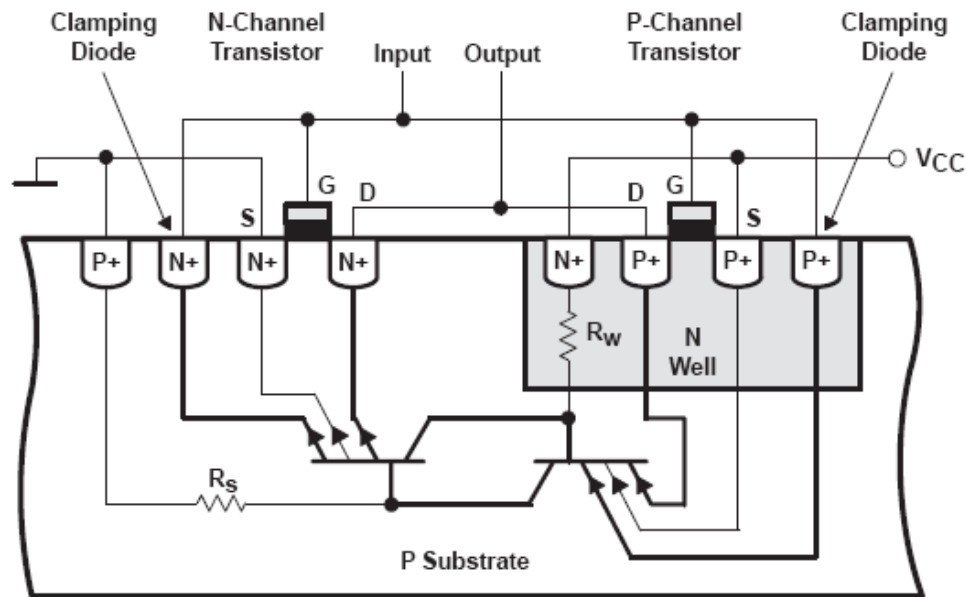 Clamping Diode
N-Channel Transistor
Input
Output
P-Channel Transistor
Clamping Diode
VCC
G
D
S
D
G
S
P+
N+
N+
N+
N+
P+
P+
P+
RW
N Well
RS
P Substrate